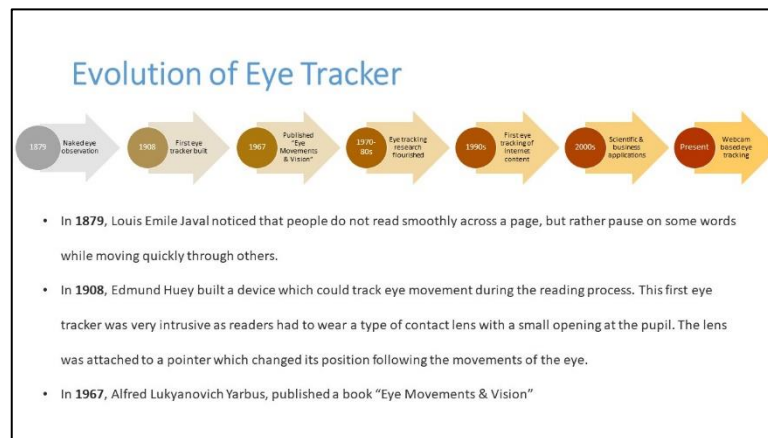 Evolution of Eye Tracker
1879
Naked eye
observation
1908
First eye
tracker built
1967
Published
"Eye
Movements
& Vision"
1970-
80s
Eye tracking
research
flourished
1990s
First eye
tracking of
Internet
content
2000s
Scientific &
business
applications
Present
Webcam
based eye
tracking
• In 1879, Louis Emile Javal noticed that people do not read smoothly across a page, but rather pause on some words
while moving quickly through others.
• In 1908, Edmund Huey built a device which could track eye movement during the reading process. This first eye
tracker was very intrusive as readers had to wear a type of contact lens with a small opening at the pupil. The lens
was attached to a pointer which changed its position following the movements of the eye.
• In 1967, Alfred Lukyanovich Yarbus, published a book “Eye Movements & Vision”